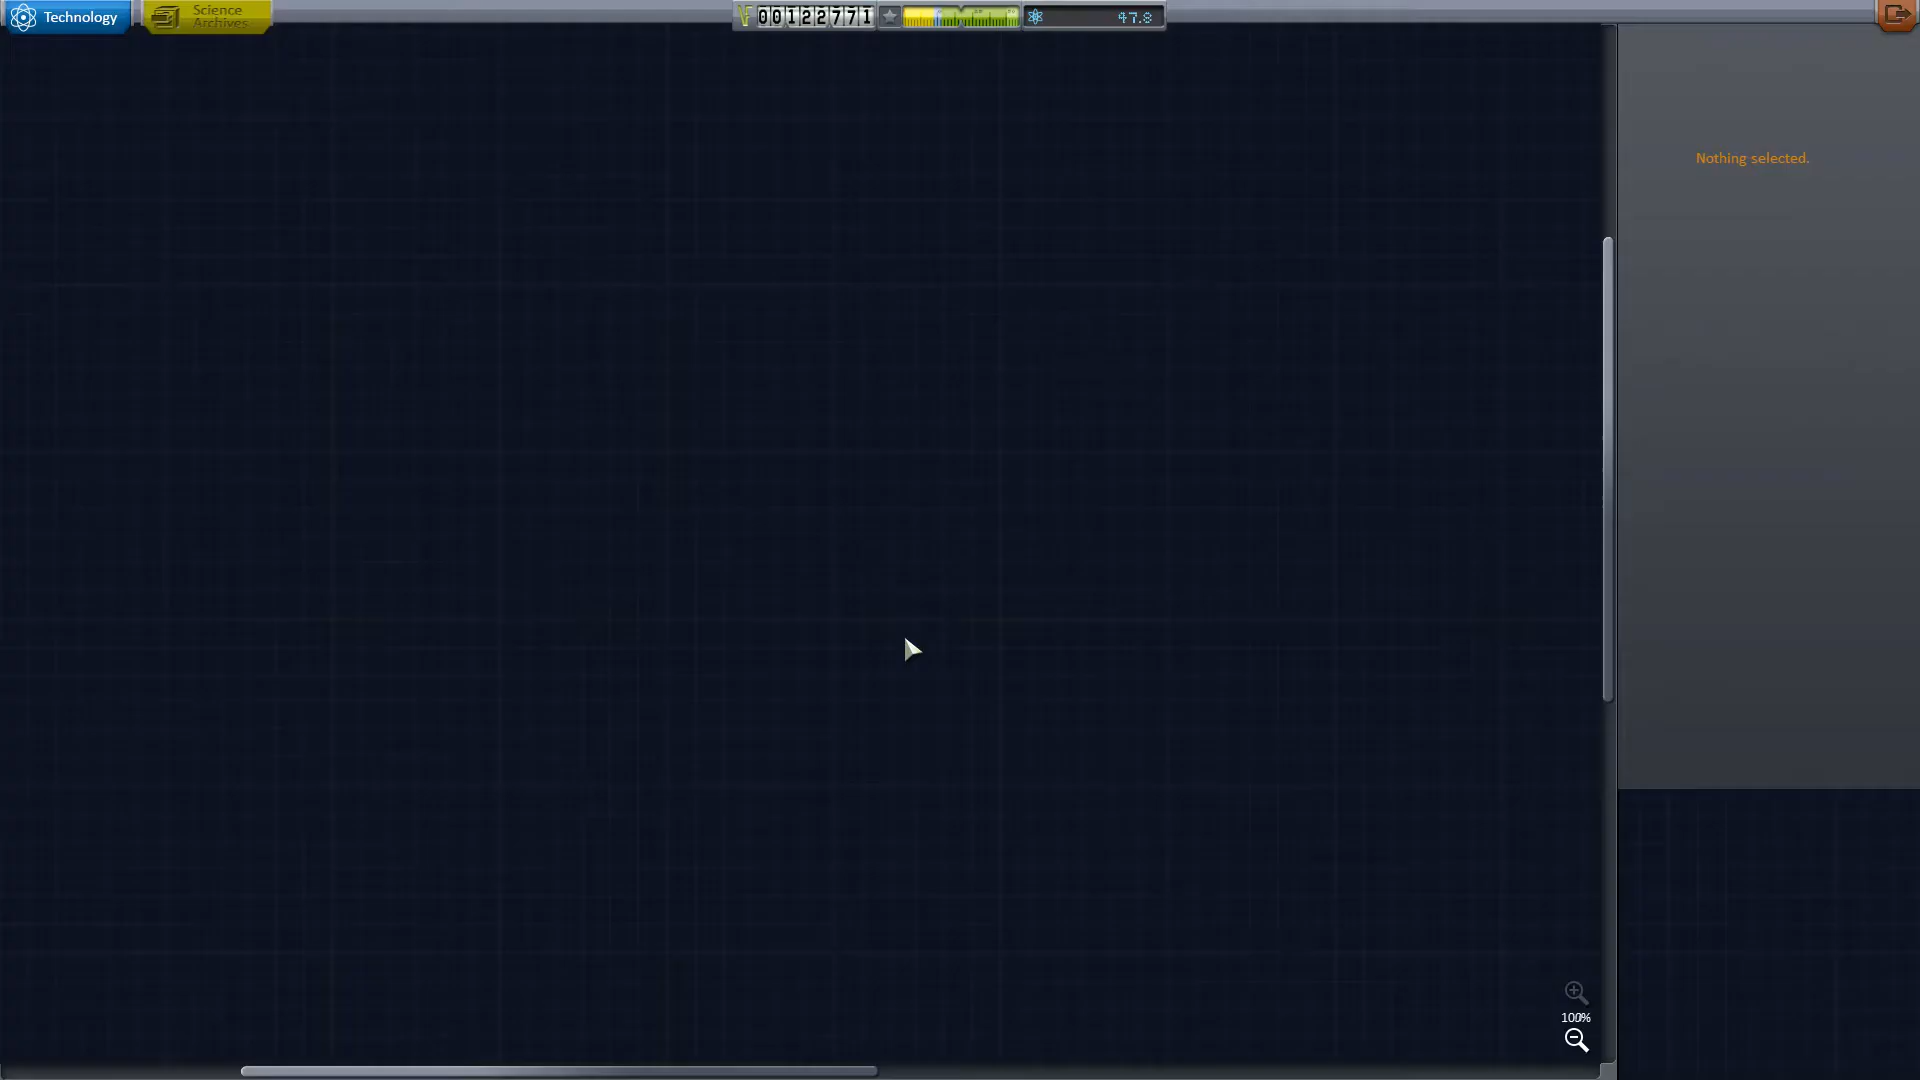 Technology
Science
Archives
00122771
47.8
Nothing selected.
100%